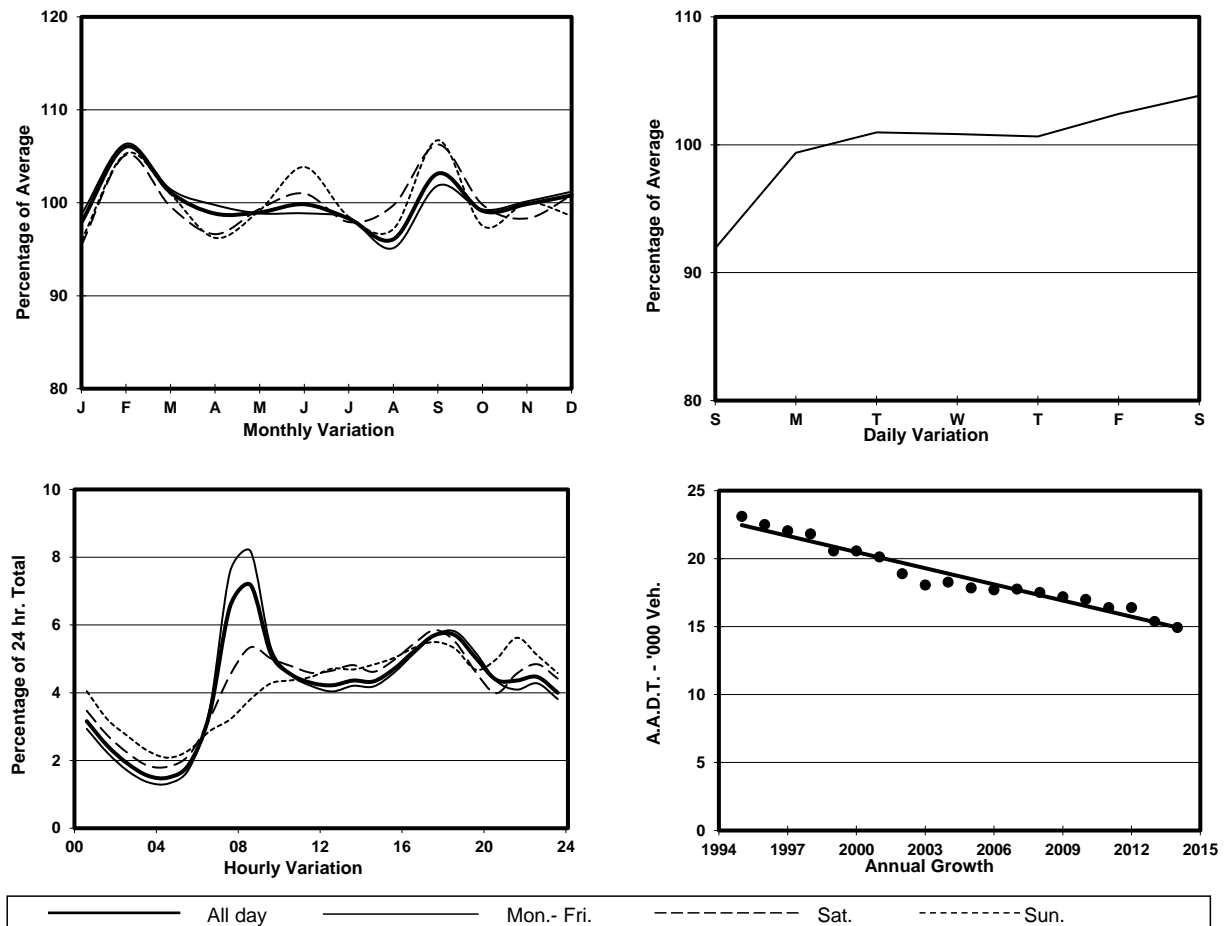 120
110
100
90
80
Percentage of Average
J F M A M J J A S O N D
Monthly Variation
110
100
90
80
Percentage of Average
S M T W T F S
Daily Variation
10
8
6
4
2
0
Percentage of 24 hr. Total
00 04 08 12 16 20 24
Hourly Variation
25
20
15
10
5
0
A.A.D.T. - '000 Veh.
1994 1997 2000 2003 2006 2009 2012 2015
Annual Growth
All day Mon.- Fri. Sat. Sun.